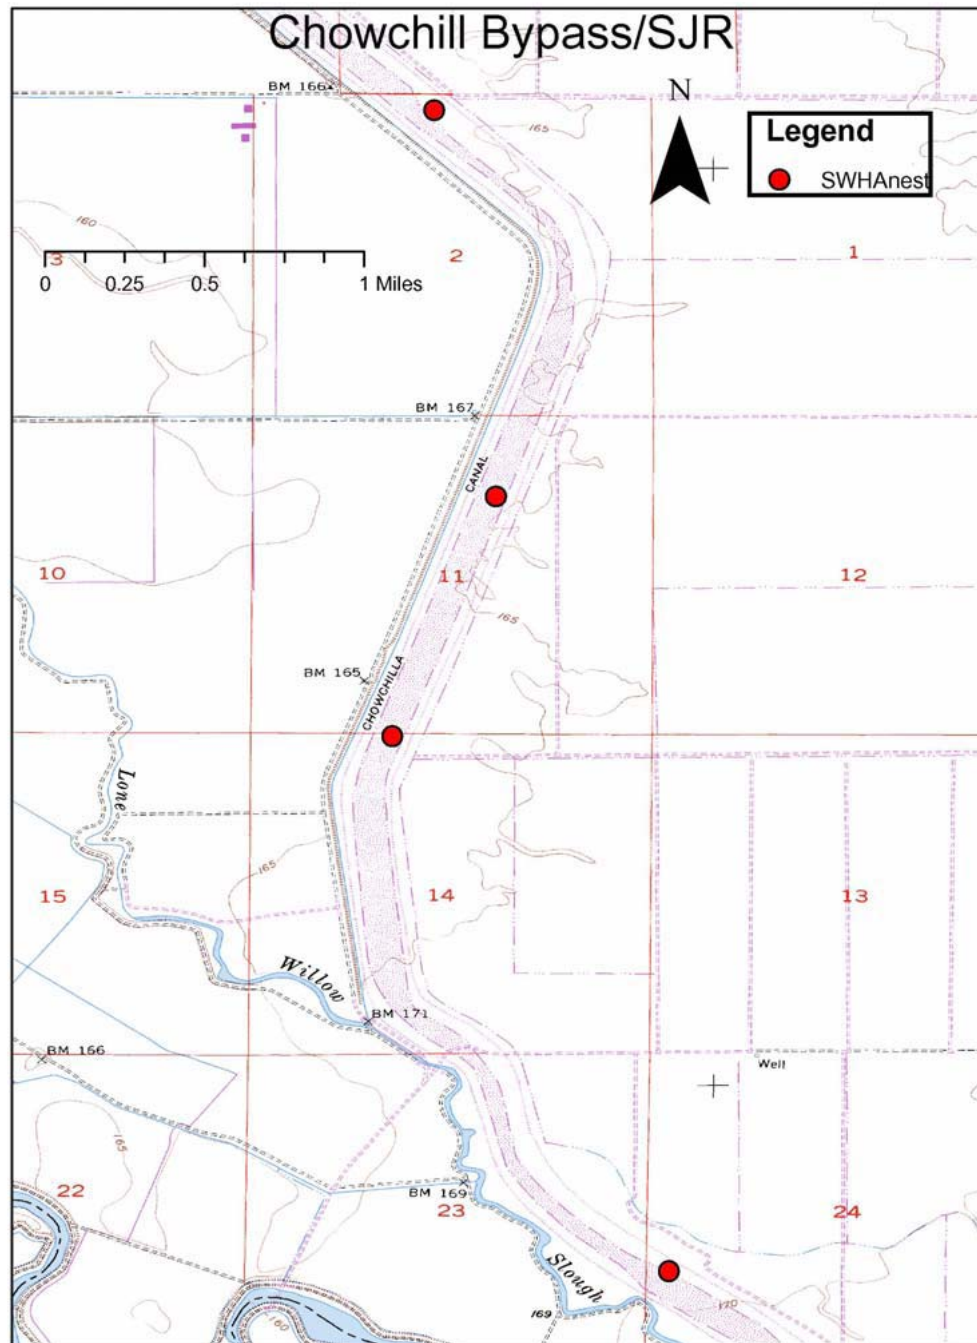 Chowchill Bypass/SJR
BM 166
165
N
Legend
SWHAnest
160
3
2
1
0 0.25 0.5 1 Miles
BM 167
CANAL
10
11
12
165
BM 165
CHOWCHILLA
Lone
165
15
14
13
Willow
BM 171
BM 166
Well
165
22
BM 169
23
24
Slough
170
169
160